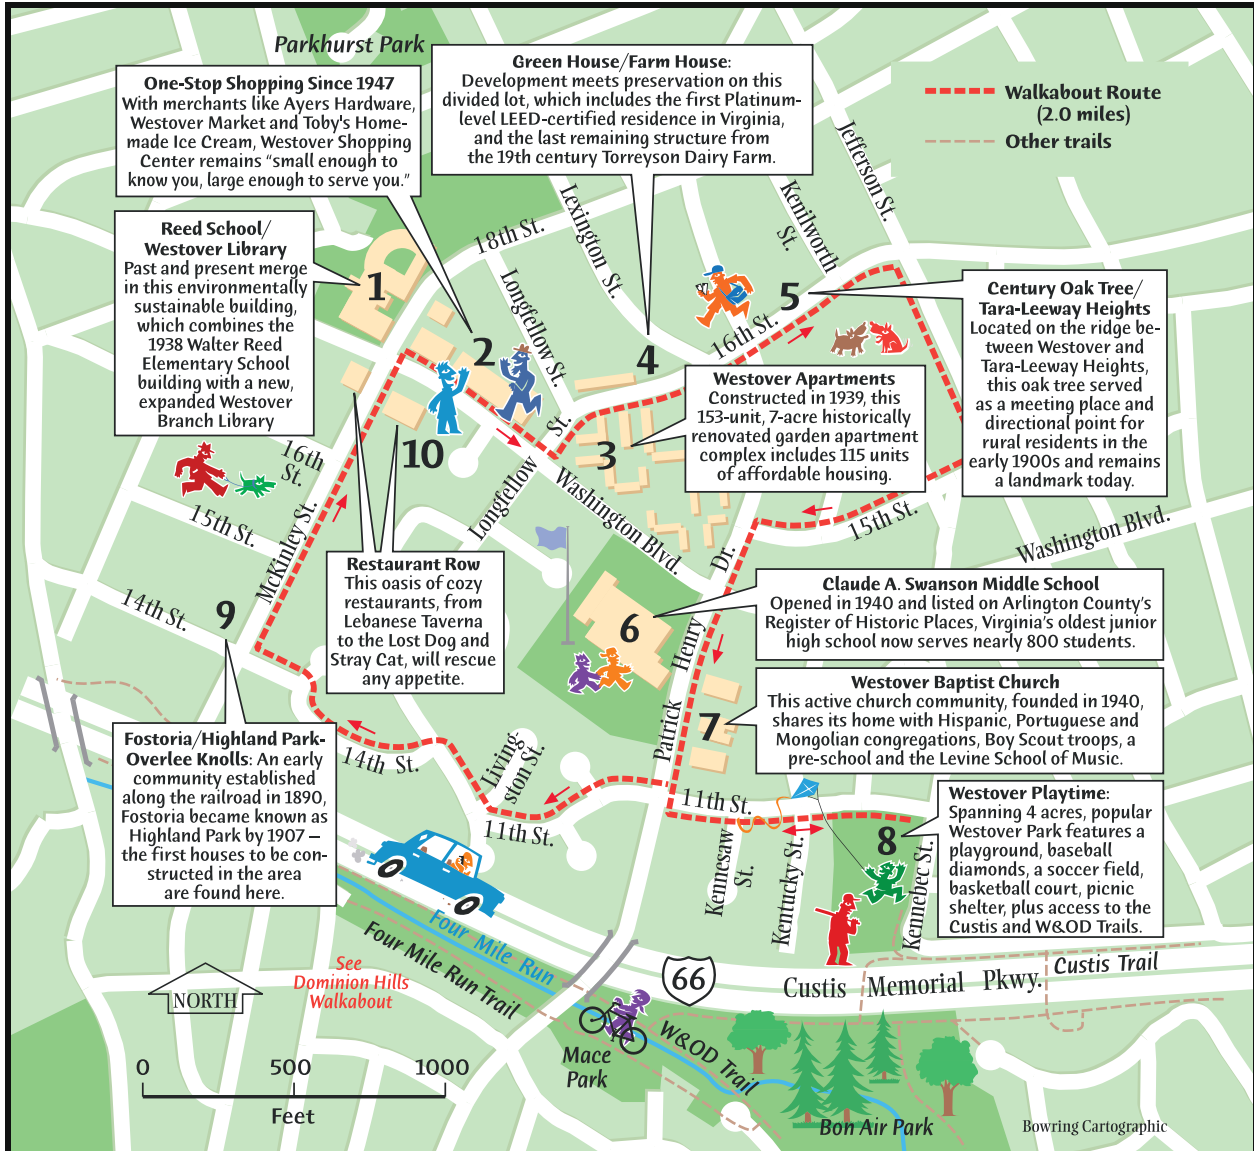 Parkhurst Park
One-Stop Shopping Since 1947
With merchants like Ayers Hardware,
Westover Market and Toby's Home-
made Ice Cream, Westover Shopping
Center remains “small enough to
know you, large enough to serve you.”
Green House/Farm House:
Development meets preservation on this
divided lot, which includes the first Platinum-
level LEED-certified residence in Virginia,
and the last remaining structure from
the 19th century Torreyson Dairy Farm.
Walkabout Route
(2.0 miles)
Other trails
Jefferson St.
Kenilworth
St.
Lexington St.
18th St.
Longfellow St.
Reed School/
Westover Library
Past and present merge
in this environmentally
sustainable building,
which combines the
1938 Walter Reed
Elementary School
building with a new,
expanded Westover
Branch Library
1
2
3
4
5
16th St.
Century Oak Tree/
Tara-Leeway Heights
Located on the ridge be-
tween Westover and
Tara-Leeway Heights,
this oak tree served
as a meeting place and
directional point for
rural residents in the
early 1900s and remains
a landmark today.
Westover Apartments
Constructed in 1939, this
153-unit, 7-acre historically
renovated garden apartment
complex includes 115 units
of affordable housing.
10
16th
St.
15th St.
McKinley St.
Longfellow
St.
Washington Blvd.
15th St.
Washington Blvd.
Restaurant Row
This oasis of cozy
restaurants, from
Lebanese Taverna
to the Lost Dog and
Stray Cat, will rescue
any appetite.
14th St.
9
6
Patrick Henry Dr.
Claude A. Swanson Middle School
Opened in 1940 and listed on Arlington County's
Register of Historic Places, Virginia's oldest junior
high school now serves nearly 800 students.
Westover Baptist Church
This active church community, founded in 1940,
shares its home with Hispanic, Portuguese and
Mongolian congregations, Boy Scout troops, a
pre-school and the Levine School of Music.
7
Fostoria/Highland Park-
Overlee Knolls: An early
community established
along the railroad in 1890,
Fostoria became known as
Highland Park by 1907 –
the first houses to be con-
structed in the area
are found here.
14th St.
Living-
ston St.
11th St.
11th St.
Kennesaw
St.
Kentucky St.
Kennebec St.
8
Westover Playtime:
Spanning 4 acres, popular
Westover Park features a
playground, baseball
diamonds, a soccer field,
basketball court, picnic
shelter, plus access to the
Custis and W&OD Trails.
Four Mile Run
Four Mile Run Trail
See
Dominion Hills
Walkabout
NORTH
66
Custis Memorial Pkwy.
Custis Trail
W&OD Trail
Mace
Park
Bon Air Park
0 500 1000
Feet
Bowring Cartographic